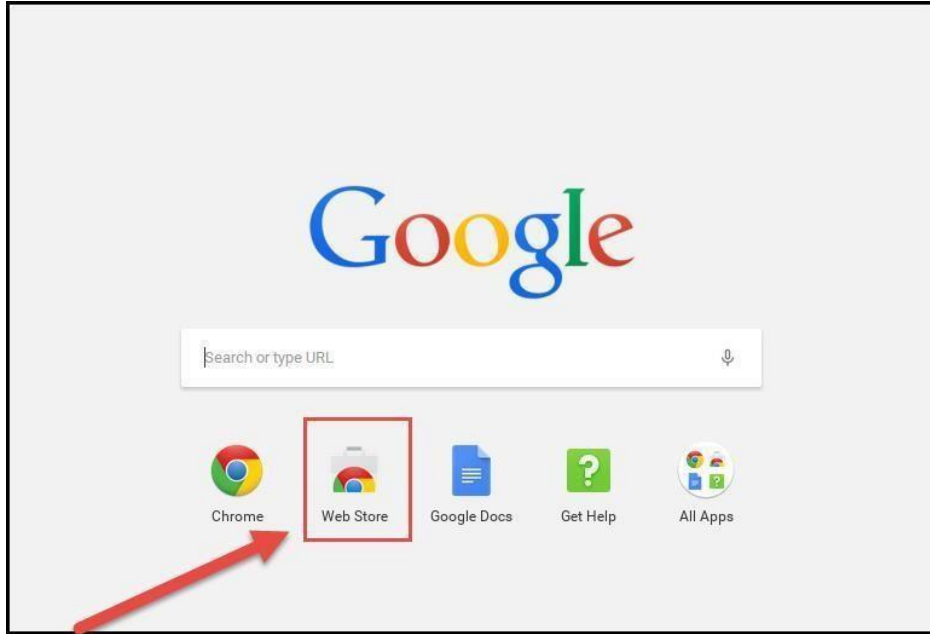 Google
Search or type URL
Chrome
Web Store
Google Docs
Get Help
All Apps